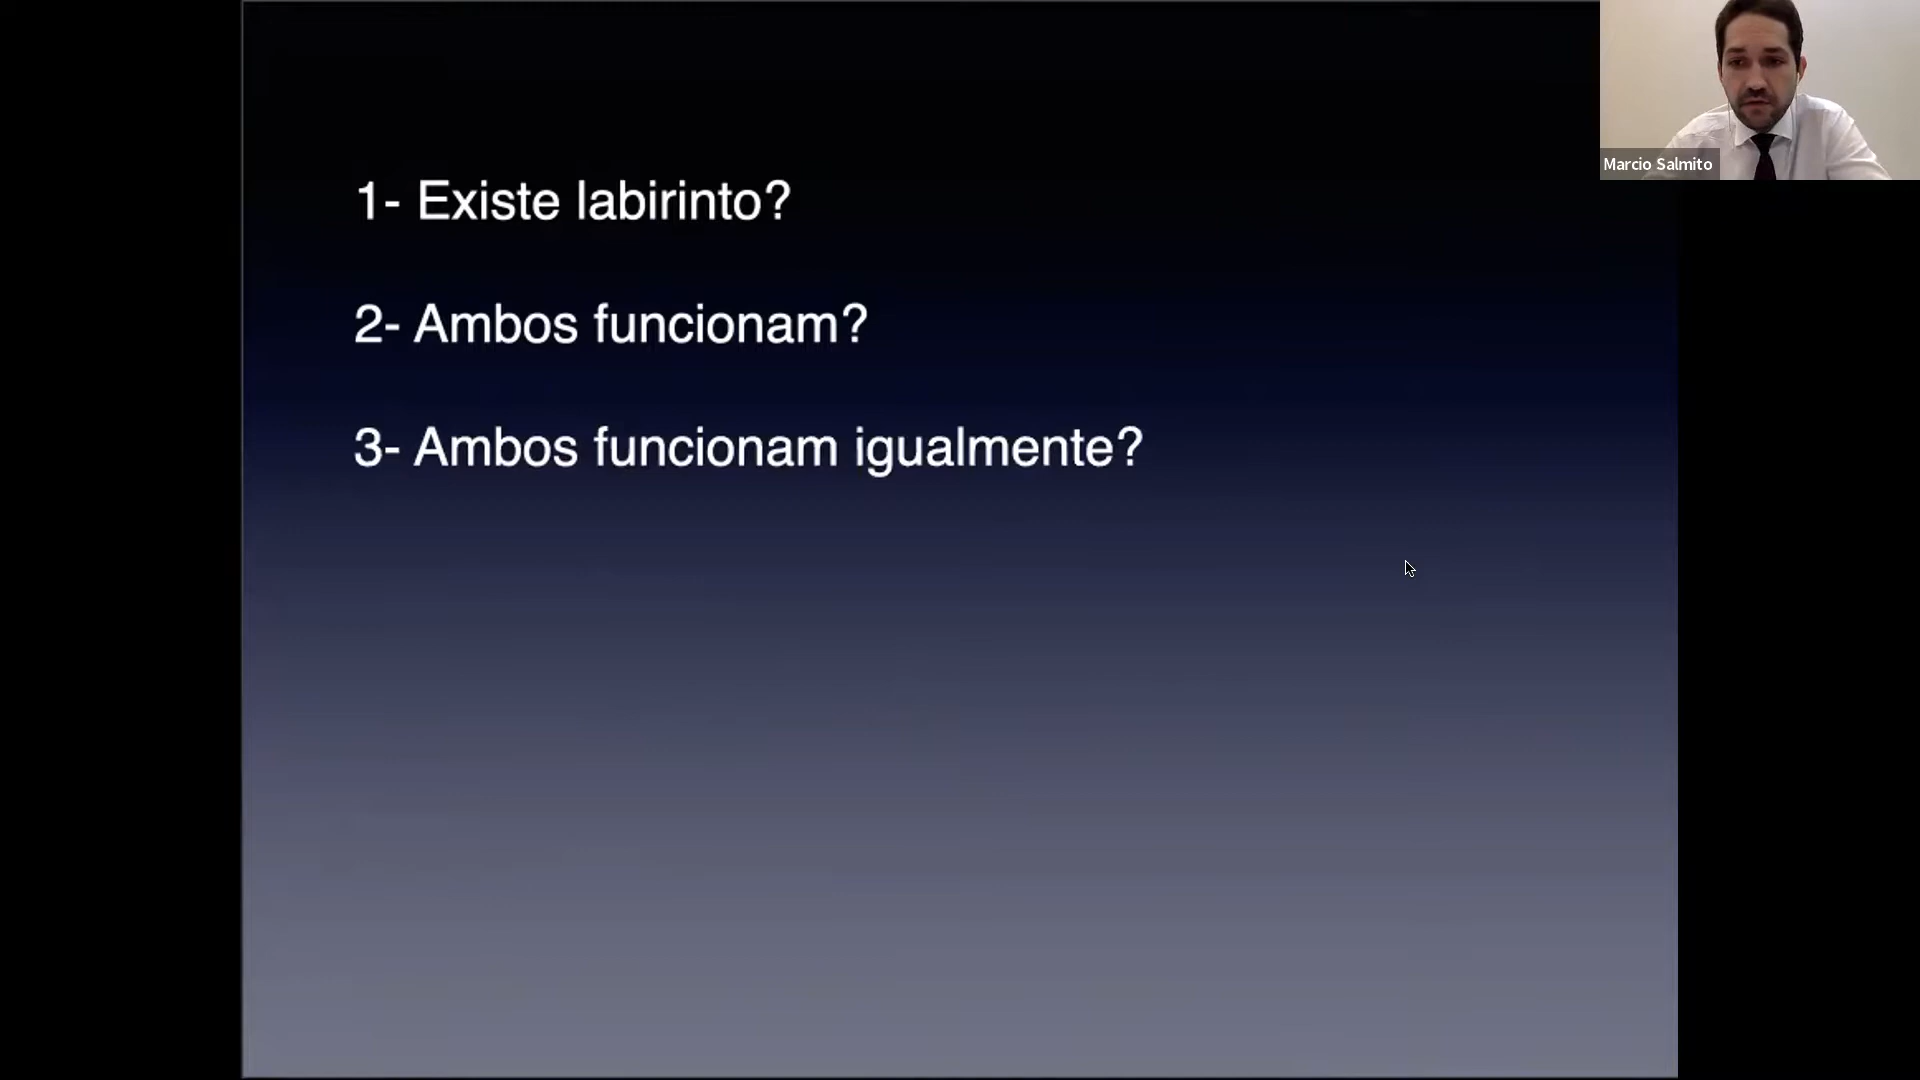 1- Existe labirinto?
2- Ambos funcionam?
3- Ambos funcionam igualmente?
Marcio Salmito